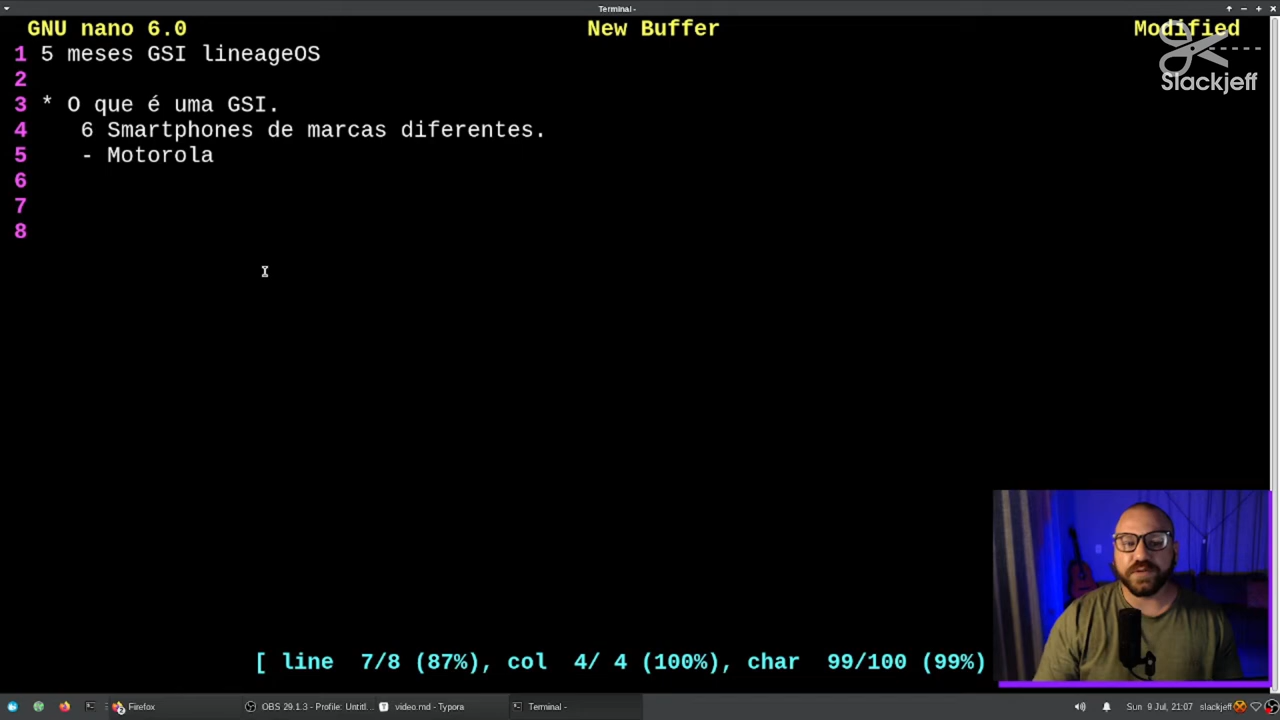 Terminal -
GNU nano 6.0 New Buffer Modified
Slackjeff
1 5 meses GSI lineageOS
2
3 * O que é uma GSI.
4 6 Smartphones de marcas diferentes.
5 - Motorola
6
7
8
[ line 7/8 (87%), col 4/ 4 (100%), char 99/100 (99%)
Firefox OBS 29.1.3 - Profile: Untitl... video.md - Typora Terminal - Sun, 9 Jul, 21:07 slackjeff